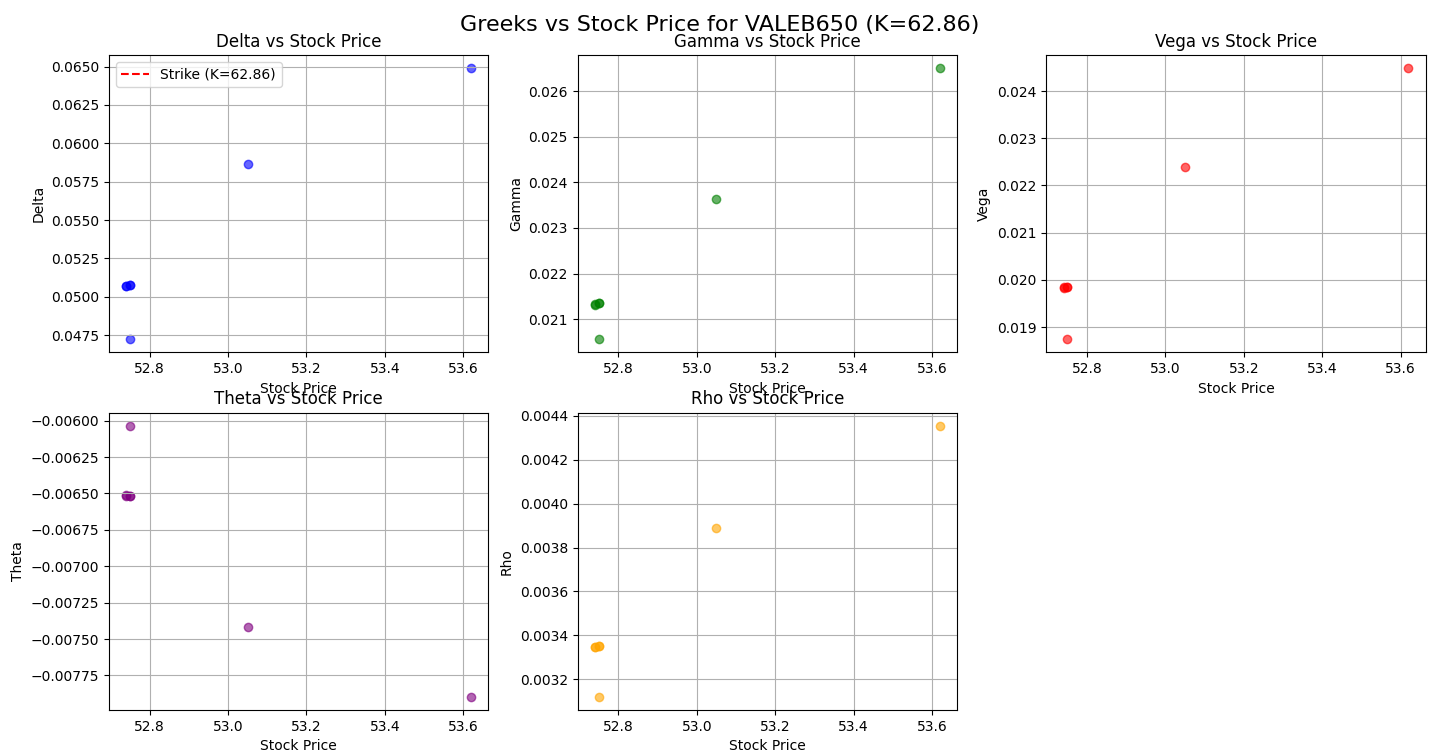 Greeks vs Stock Price for VALEB650 (K=62.86)
Delta vs Stock Price
Strike (K=62.86)
0.0650
0.0625
0.0600
0.0575
0.0550
0.0525
0.0500
0.0475
Delta
52.8 53.0 53.2 53.4 53.6
Stock Price
Gamma vs Stock Price
0.026
0.025
0.024
0.023
0.022
0.021
Gamma
52.8 53.0 53.2 53.4 53.6
Stock Price
Vega vs Stock Price
0.024
0.023
0.022
0.021
0.020
0.019
Vega
52.8 53.0 53.2 53.4 53.6
Stock Price
Theta vs Stock Price
−0.00600
−0.00625
−0.00650
−0.00675
−0.00700
−0.00725
−0.00750
−0.00775
Theta
52.8 53.0 53.2 53.4 53.6
Stock Price
Rho vs Stock Price
0.0044
0.0042
0.0040
0.0038
0.0036
0.0034
0.0032
Rho
52.8 53.0 53.2 53.4 53.6
Stock Price